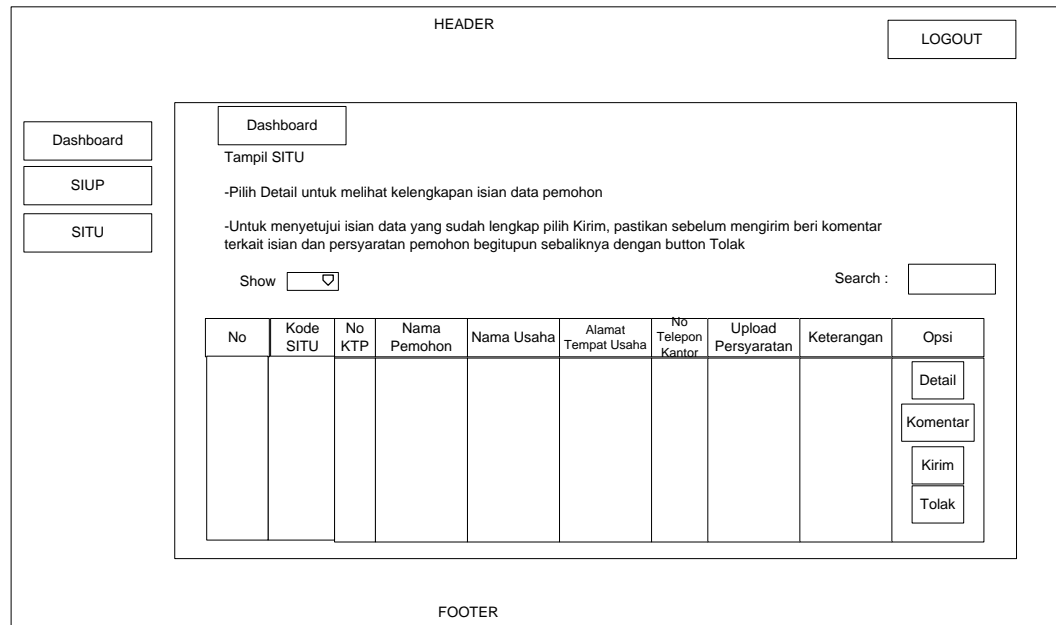 HEADER
LOGOUT
Dashboard
SIUP
SITU
Dashboard
Tampil SITU
-Pilih Detail untuk melihat kelengkapan isian data pemohon
-Untuk menyetujui isian data yang sudah lengkap pilih Kirim, pastikan sebelum mengirim beri komentar
terkait isian dan persyaratan pemohon begitupun sebaliknya dengan button Tolak
Show
Search :
No
Kode
SITU
No
KTP
Nama
Pemohon
Nama Usaha
Alamat
Tempat Usaha
No
Telepon
Kantor
Upload
Persyaratan
Keterangan
Opsi
Detail
Komentar
Kirim
Tolak
FOOTER